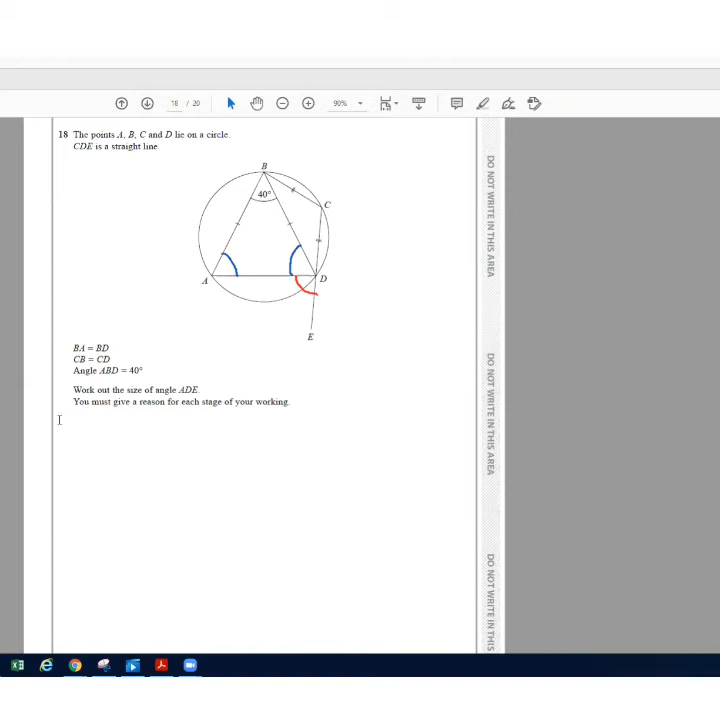 18 / 20
90%
18 The points A, B, C and D lie on a circle.
CDE is a straight line
B
40°
C
A
D
E
BA = BD
CB = CD
Angle ABD = 40°
Work out the size of angle ADE.
You must give a reason for each stage of your working.
DO NOT WRITE IN THIS AREA
DO NOT WRITE IN THIS AREA
DO NOT WRITE IN THIS